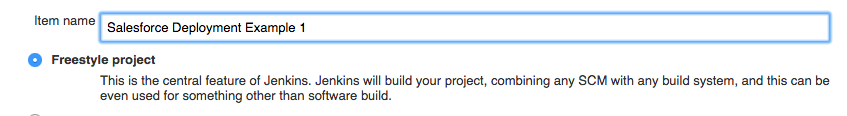 Item name Salesforce Deployment Example 1
Freestyle project
This is the central feature of Jenkins. Jenkins will build your project, combining any SCM with any build system, and this can be
even used for something other than software build.